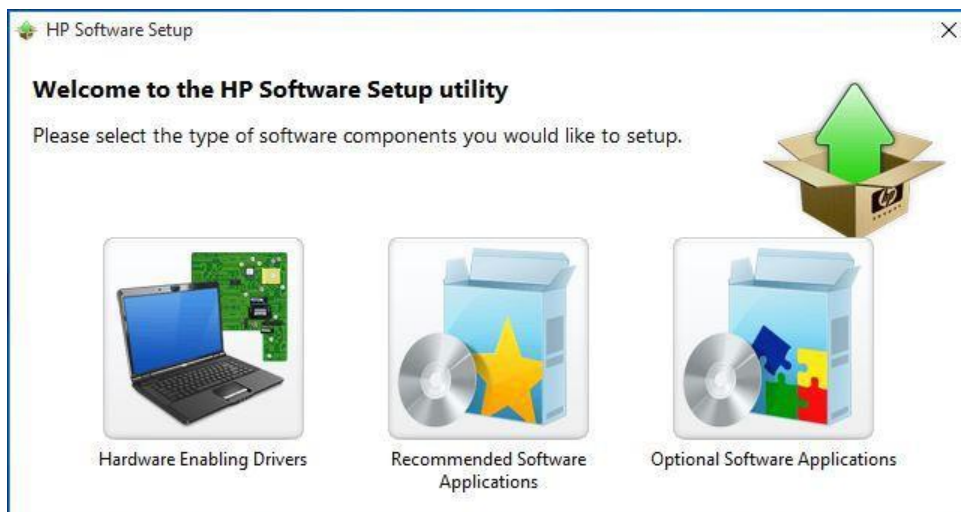 HP Software Setup
Welcome to the HP Software Setup utility
Please select the type of software components you would like to setup.
hp
Hardware Enabling Drivers
Recommended Software
Applications
Optional Software Applications